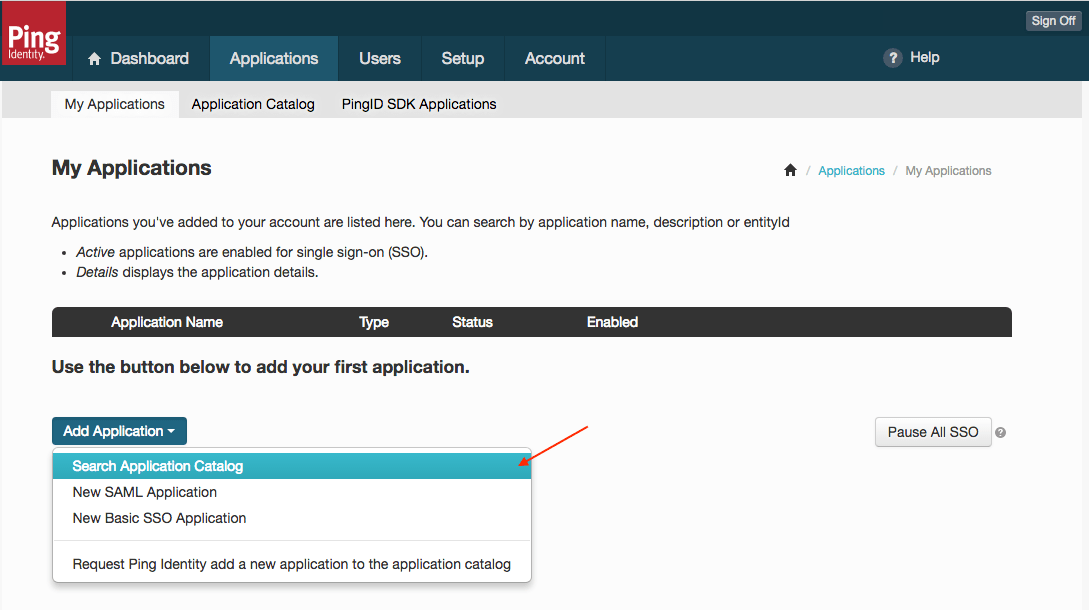 Ping
Identity.
Sign Off
Dashboard
Applications
Users
Setup
Account
? Help
My Applications
Application Catalog
PingID SDK Applications
My Applications
/ Applications / My Applications
Applications you've added to your account are listed here. You can search by application name, description or entityId
• Active applications are enabled for single sign-on (SSO).
• Details displays the application details.
Application Name
Type
Status
Enabled
Use the button below to add your first application.
Add Application
Pause All SSO ?
Search Application Catalog
New SAML Application
New Basic SSO Application
Request Ping Identity add a new application to the application catalog